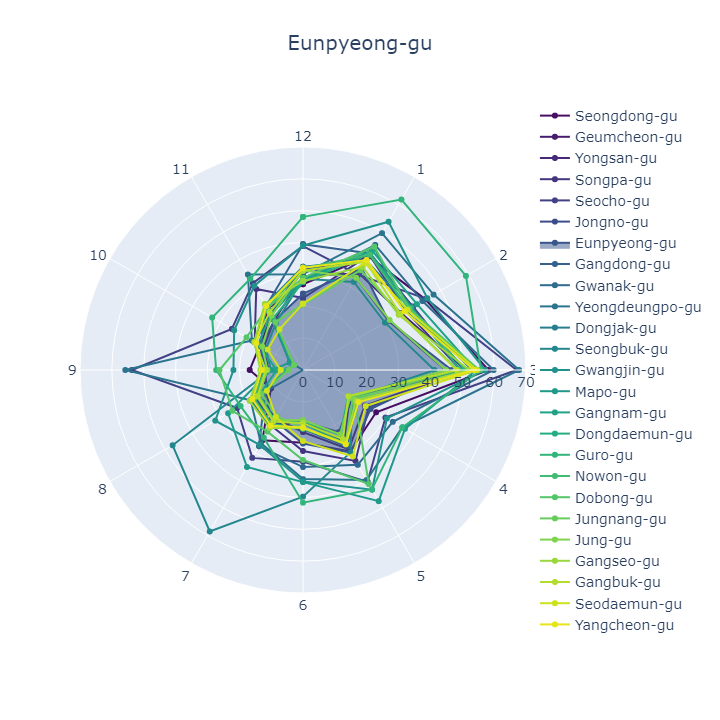 Eunpyeong-gu
12
11
1
10
2
9
0 10 20 30 40 50 60 70
3
8
4
7
5
6
Seongdong-gu
Geumcheon-gu
Yongsan-gu
Songpa-gu
Seocho-gu
Jongno-gu
Eunpyeong-gu
Gangdong-gu
Gwanak-gu
Yeongdeungpo-gu
Dongjak-gu
Seongbuk-gu
Gwangjin-gu
Mapo-gu
Gangnam-gu
Dongdaemun-gu
Guro-gu
Nowon-gu
Dobong-gu
Jungnang-gu
Jung-gu
Gangseo-gu
Gangbuk-gu
Seodaemun-gu
Yangcheon-gu